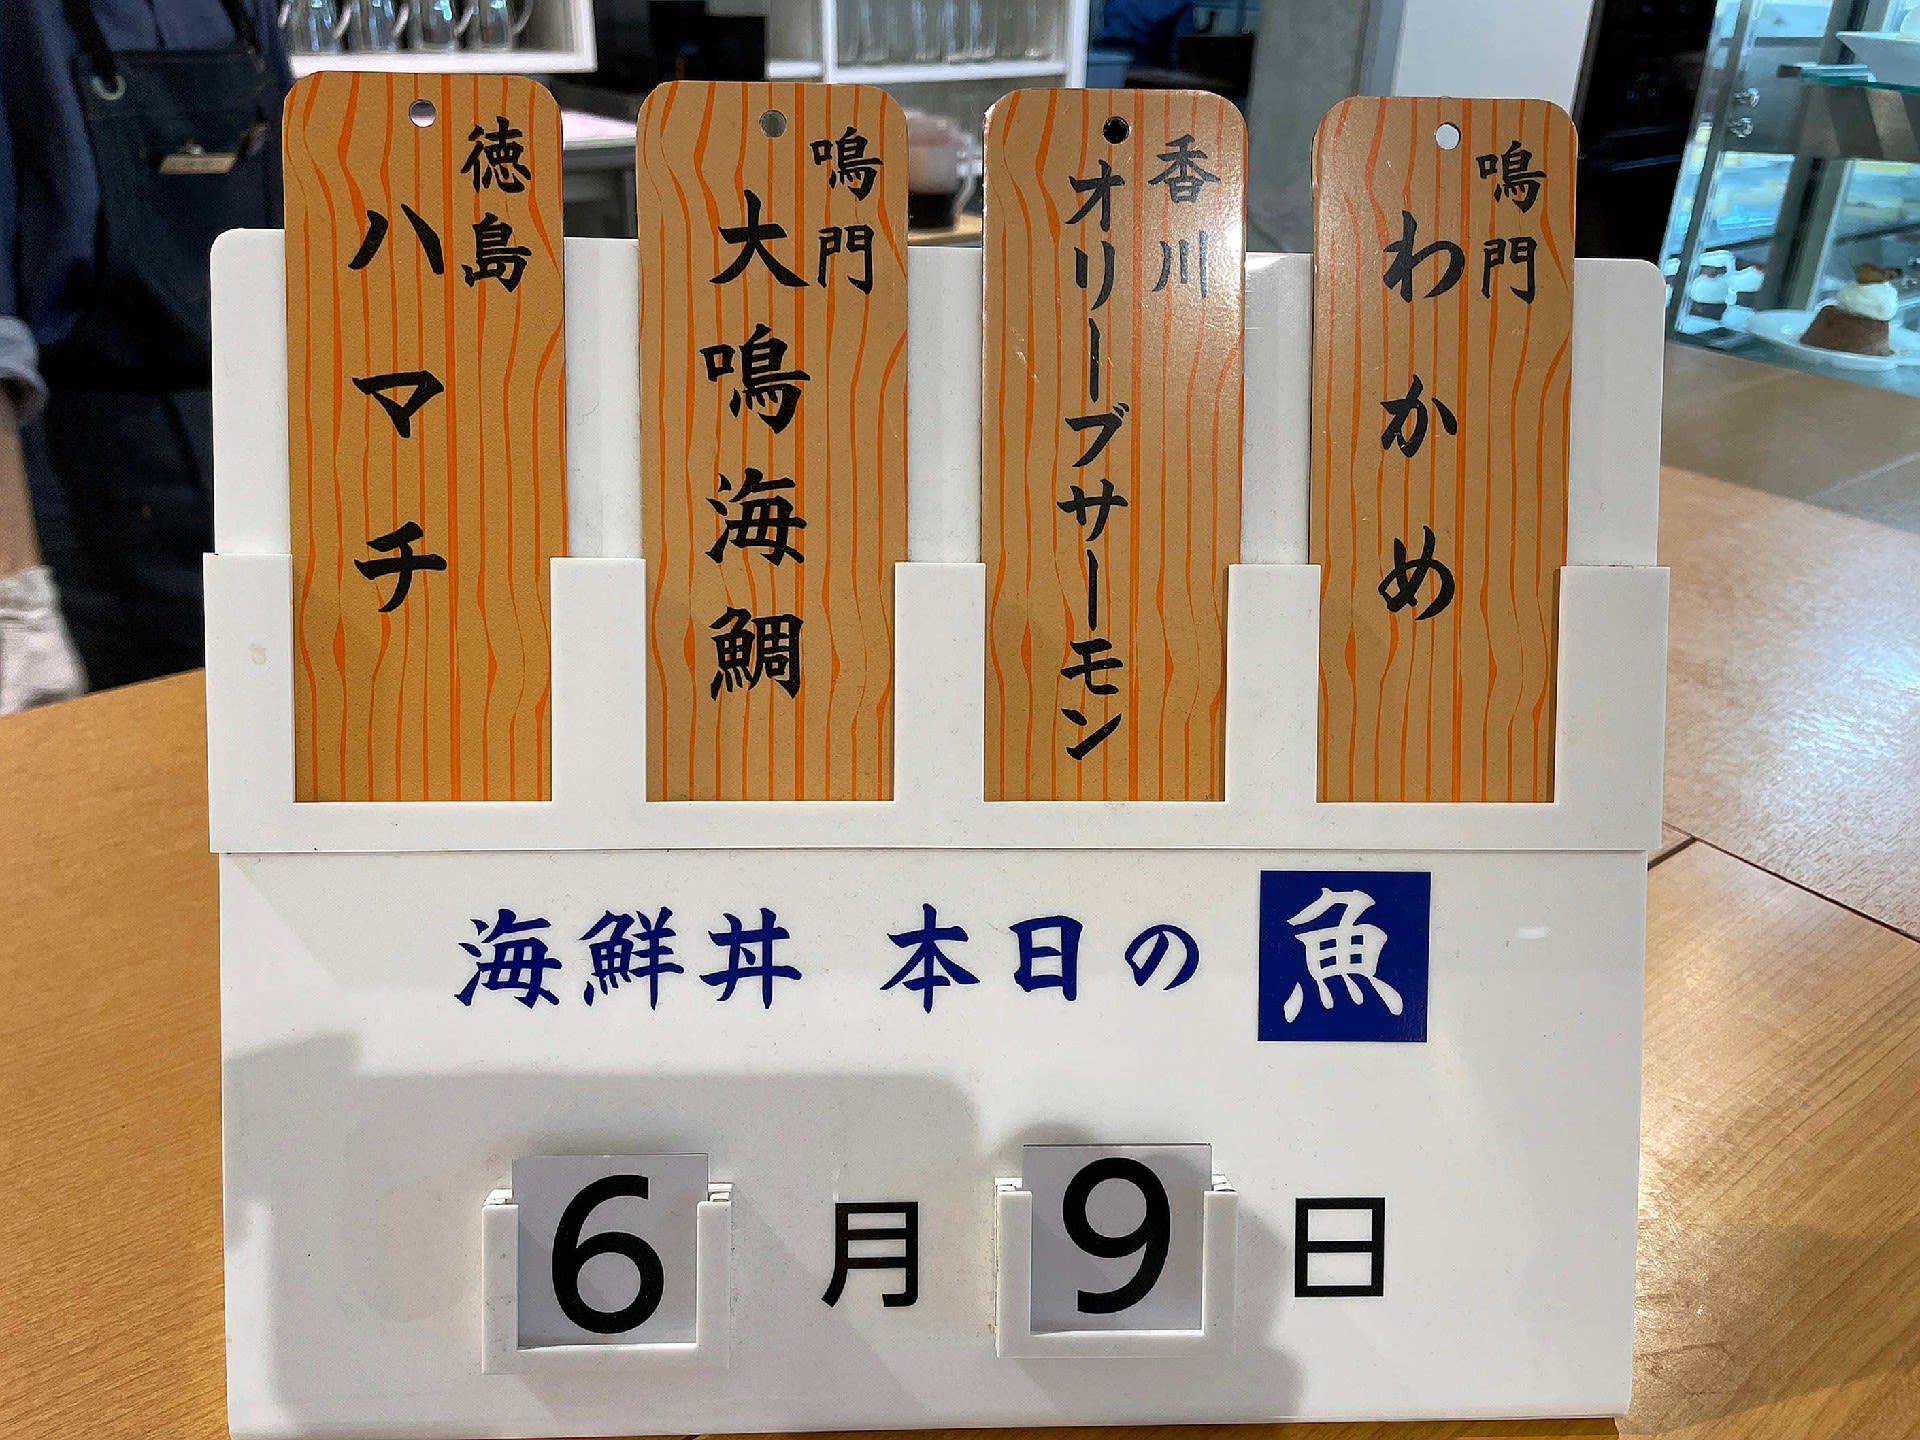 徳島
ハマチ
鳴門
大鳴海鯛
香川
オリーブサーモン
鳴門
わかめ
海鮮丼 本日の 魚
6月9日